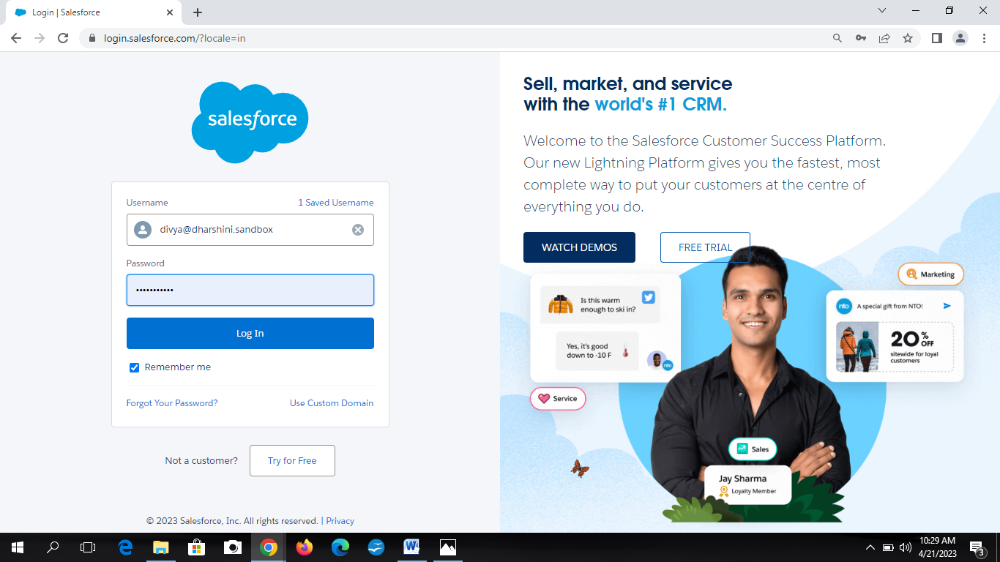 Login | Salesforce
login.salesforce.com/?locale=in
salesforce
Username
1 Saved Username
divya@dharshini.sandbox
Password
•••••••••••
Log In
Remember me
Forgot Your Password?
Use Custom Domain
Not a customer?
Try for Free
© 2023 Salesforce, Inc. All rights reserved. | Privacy
Sell, market, and service
with the world's #1 CRM.
Welcome to the Salesforce Customer Success Platform.
Our new Lightning Platform gives you the fastest, most
complete way to put your customers at the centre of
everything you do.
WATCH DEMOS
FREE TRIAL
Marketing
Is this warm
enough to ski in?
Yes, it's good
down to -10 F
nto
Service
nto
A special gift from NTO!
20% OFF
sitewide for loyal
customers
Sales
Jay Sharma
Loyalty Member
W
10:29 AM
4/21/2023
3